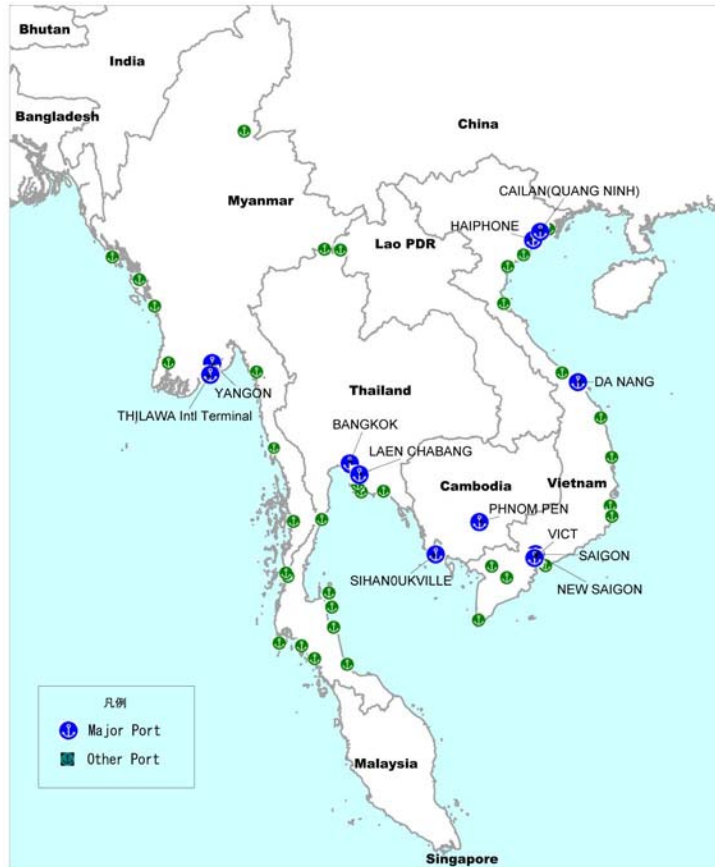 Bhutan
India
Bangladesh
China
CAILAN(QUANG NINH)
Myanmar
HAIPHONE
Lao PDR
YANGON
THILAWA Intl Terminal
Thailand
DA NANG
BANGKOK
LAEN CHABANG
Cambodia
Vietnam
PHNOM PEN
VICT
SAIGON
SIHAN0UKVILLE
NEW SAIGON
凡例
Major Port
Other Port
Malaysia
Singapore